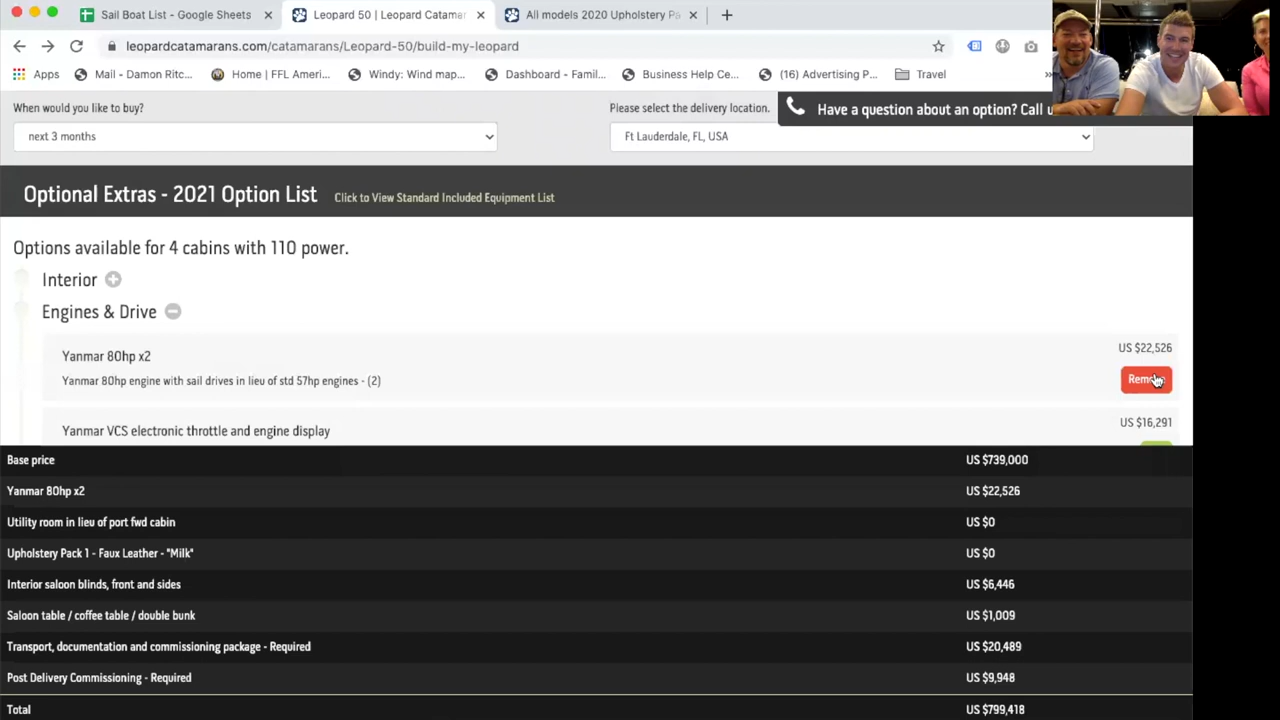 Sail Boat List - Google Sheets
Leopard 50 | Leopard Catamar
All models 2020 Upholstery Pa
leopardcatamarans.com/catamarans/Leopard-50/build-my-leopard
Apps
Mail - Damon Ritc...
Home | FFL Ameri...
Windy: Wind map...
Dashboard - Famil...
Business Help Ce...
(16) Advertising P...
Travel
When would you like to buy?
Please select the delivery location.
Have a question about an option? Call
next 3 months
Ft Lauderdale, FL, USA
Optional Extras - 2021 Option List Click to View Standard Included Equipment List
Options available for 4 cabins with 110 power.
Interior
Engines & Drive
Yanmar 80hp x2 US $22,526
Yanmar 80hp engine with sail drives in lieu of std 57hp engines - (2)
Yanmar VCS electronic throttle and engine display US $16,291
Base price US $739,000
Yanmar 80hp x2 US $22,526
Utility room in lieu of port fwd cabin US $0
Upholstery Pack 1 - Faux Leather - "Milk" US $0
Interior saloon blinds, front and sides US $6,446
Saloon table / coffee table / double bunk US $1,009
Transport, documentation and commissioning package - Required US $20,489
Post Delivery Commissioning - Required US $9,948
Total US $799,418